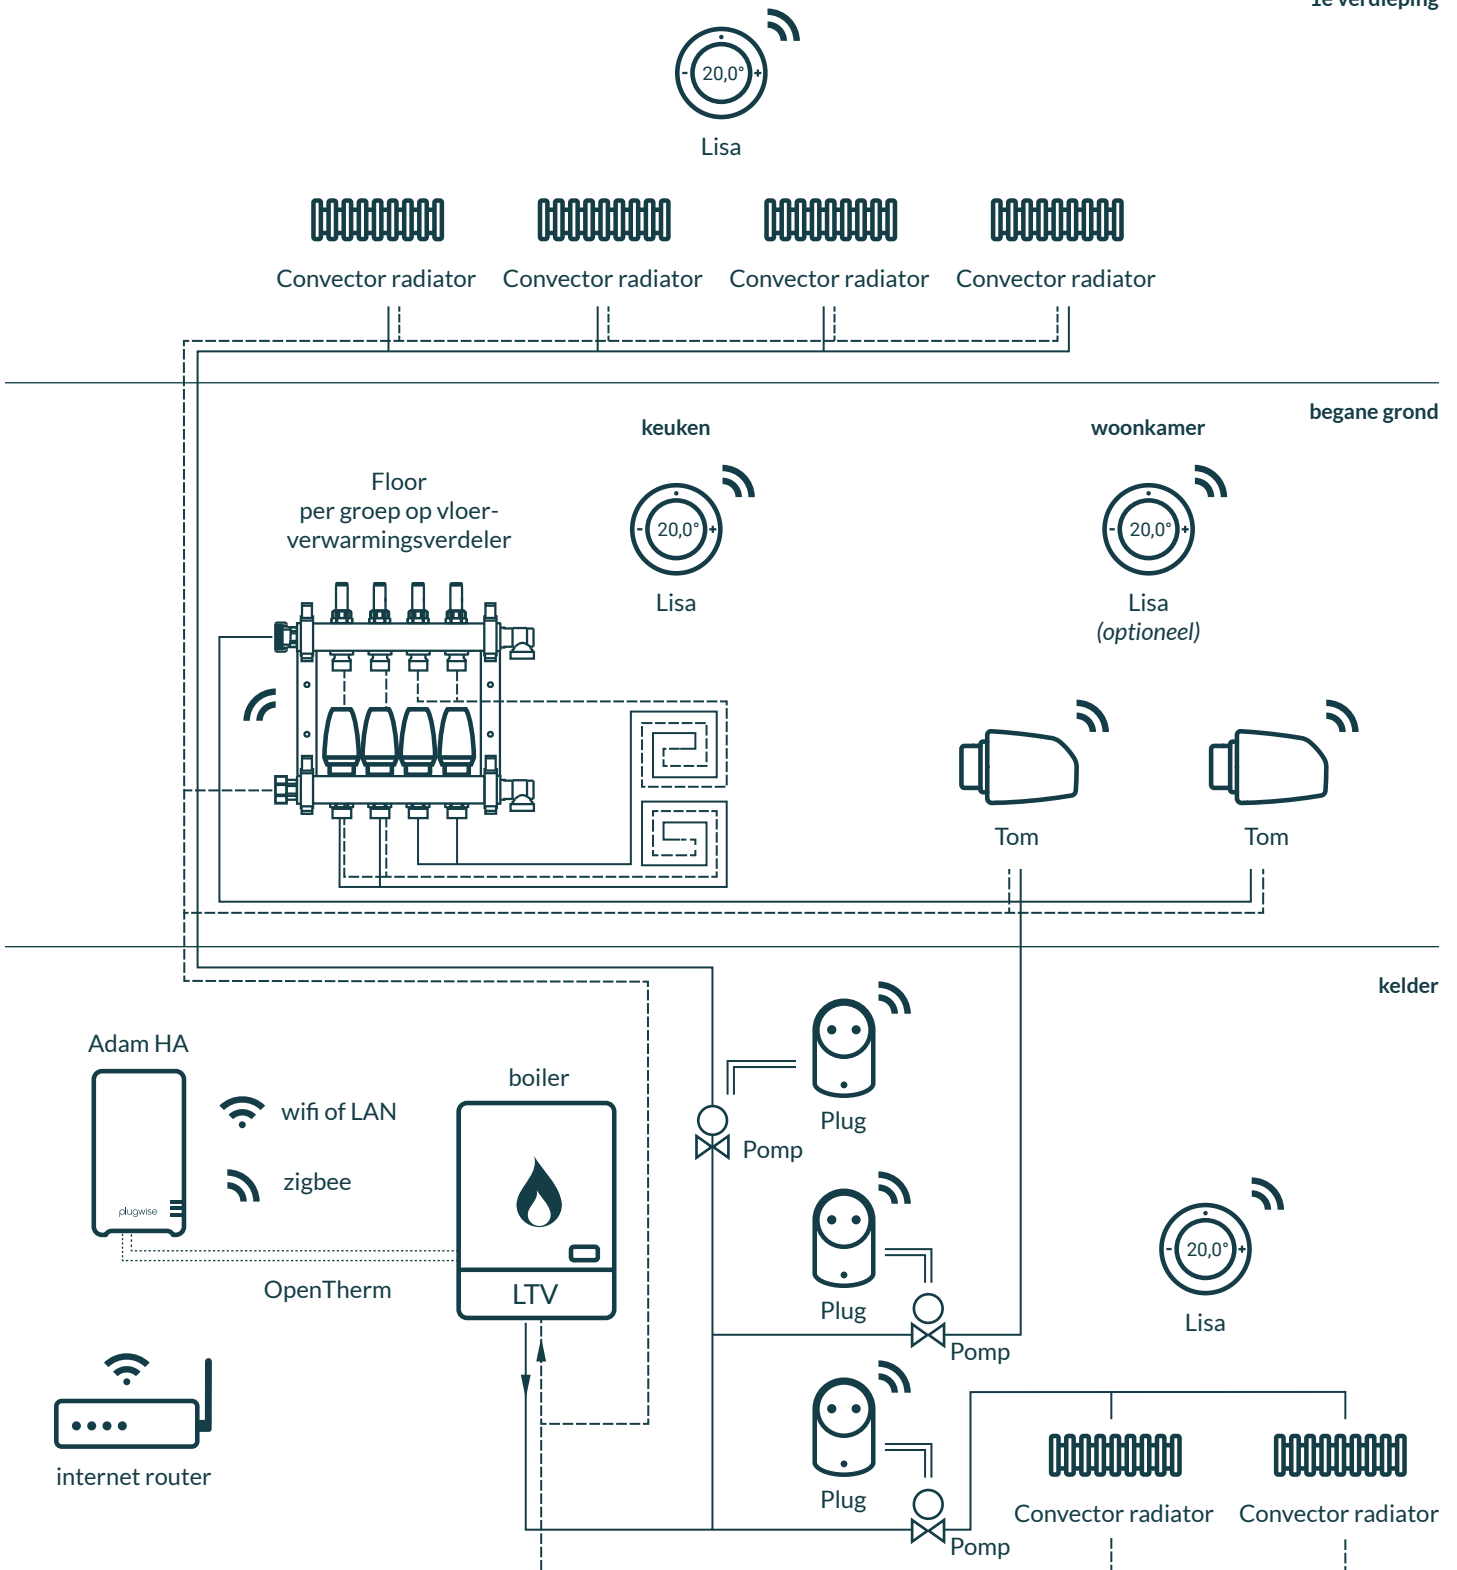 1e verdieping
20,0°
Lisa
Convector radiator
Convector radiator
Convector radiator
Convector radiator
begane grond
keuken
woonkamer
Floor
per groep op vloer-
verwarmingsverdeler
20,0°
Lisa
20,0°
Lisa
(optioneel)
Tom
Tom
kelder
Adam HA
plugwise
wifi of LAN
zigbee
OpenTherm
boiler
LTV
Plug
Pomp
Plug
Pomp
20,0°
Lisa
internet router
Plug
Pomp
Convector radiator
Convector radiator